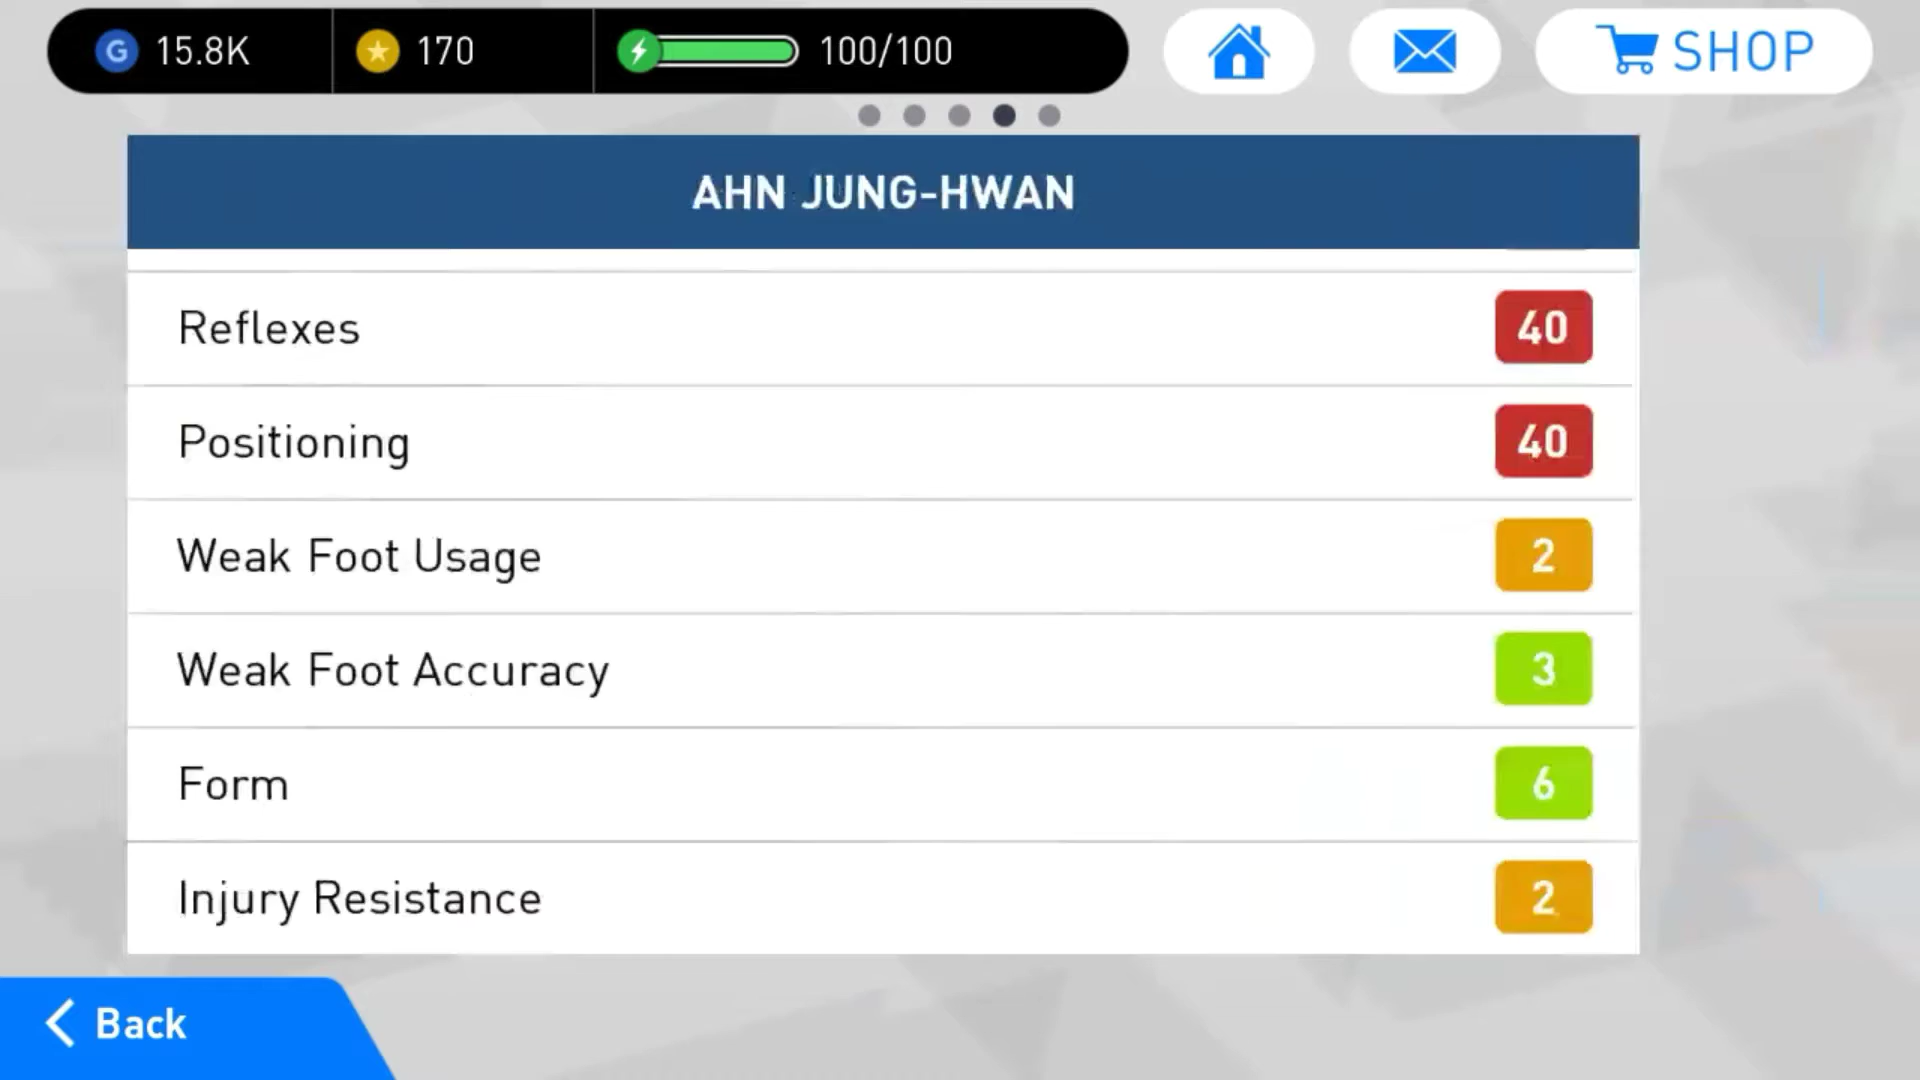 G 15.8K 170 100/100 SHOP
AHN JUNG-HWAN
Reflexes 40
Positioning 40
Weak Foot Usage 2
Weak Foot Accuracy 3
Form 6
Injury Resistance 2
Back